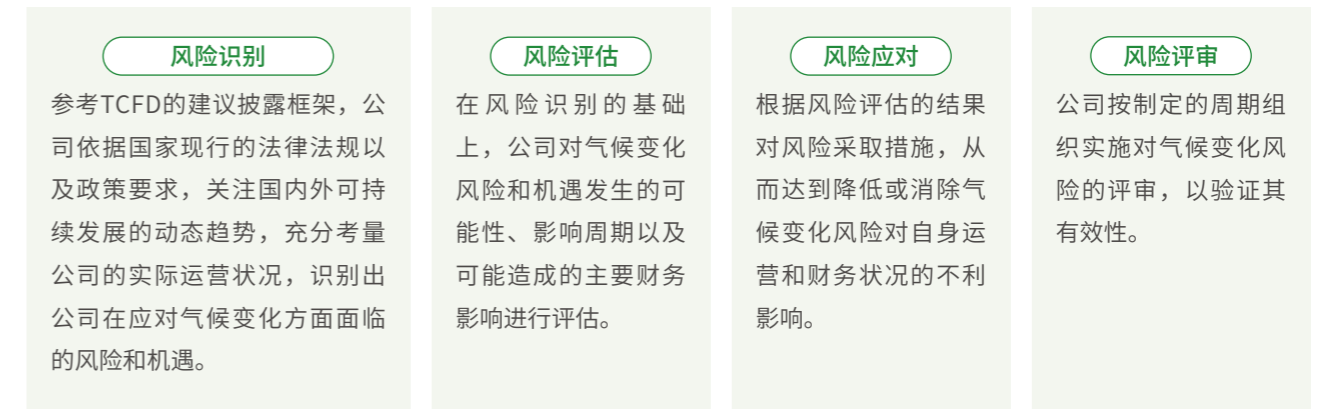 风险识别
参考TCFD的建议披露框架，公
司依据国家现行的法律法规以
及政策要求，关注国内外可持
续发展的动态趋势，充分考量
公司的实际运营状况，识别出
公司在应对气候变化方面面临
的风险和机遇。
风险评估
在风险识别的基础
上，公司对气候变化
风险和机遇发生的可
能性、影响周期以及
可能造成的主要财务
影响进行评估。
风险应对
根据风险评估的结果
对风险采取措施，从
而达到降低或消除气
候变化风险对自身运
营和财务状况的不利
影响。
风险评审
公司按制定的周期组
织实施对气候变化风
险的评审，以验证其
有效性。